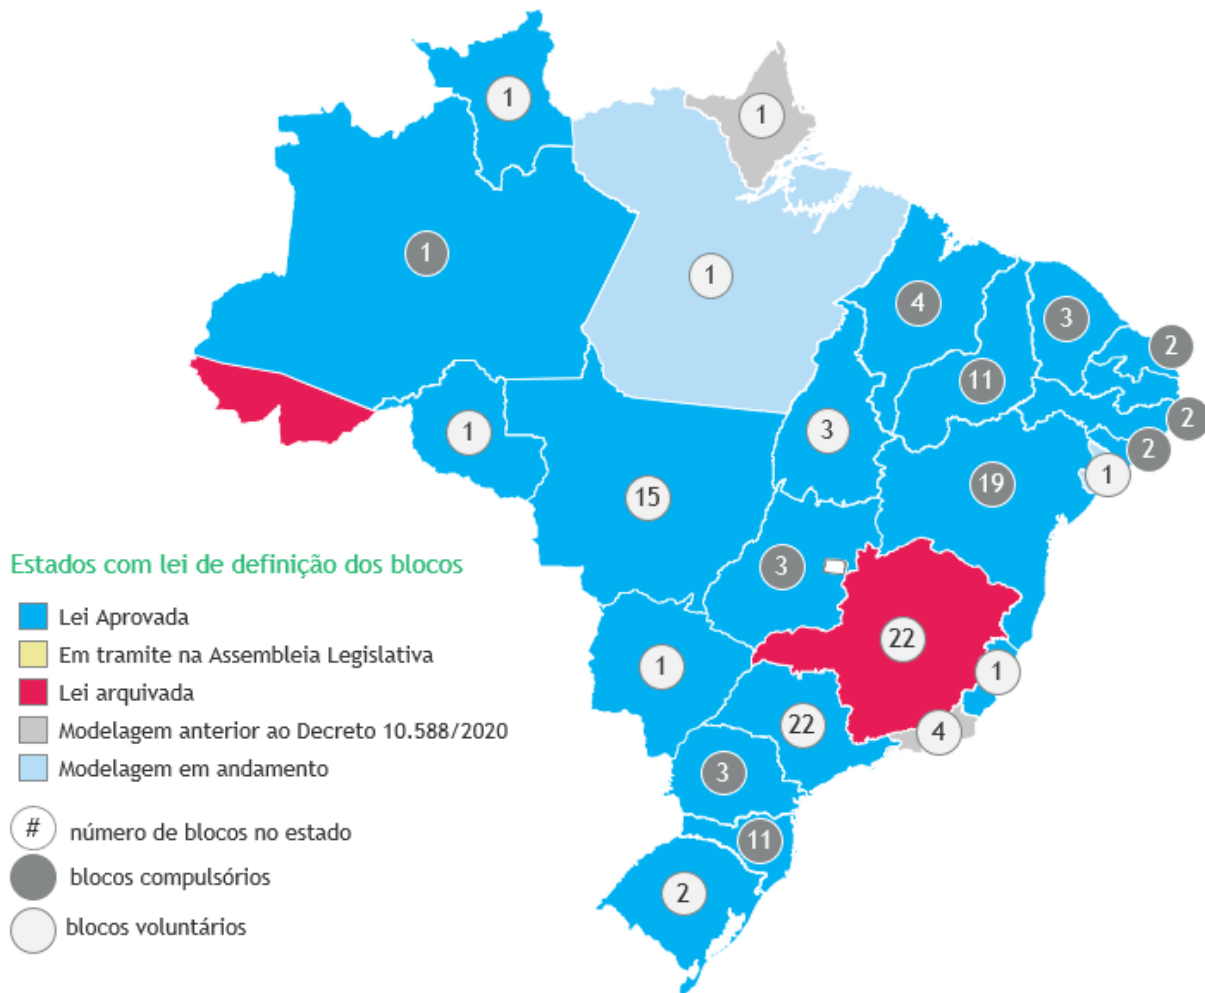 1
1
1
1
4
3
2
11
2
1
3
2
1
15
19
Estados com lei de definição dos blocos
3
Lei Aprovada
22
Em tramite na Assembleia Legislativa
1
1
Lei arquivada
22
4
Modelagem anterior ao Decreto 10.588/2020
Modelagem em andamento
3
# número de blocos no estado
11
blocos compulsórios
2
blocos voluntários